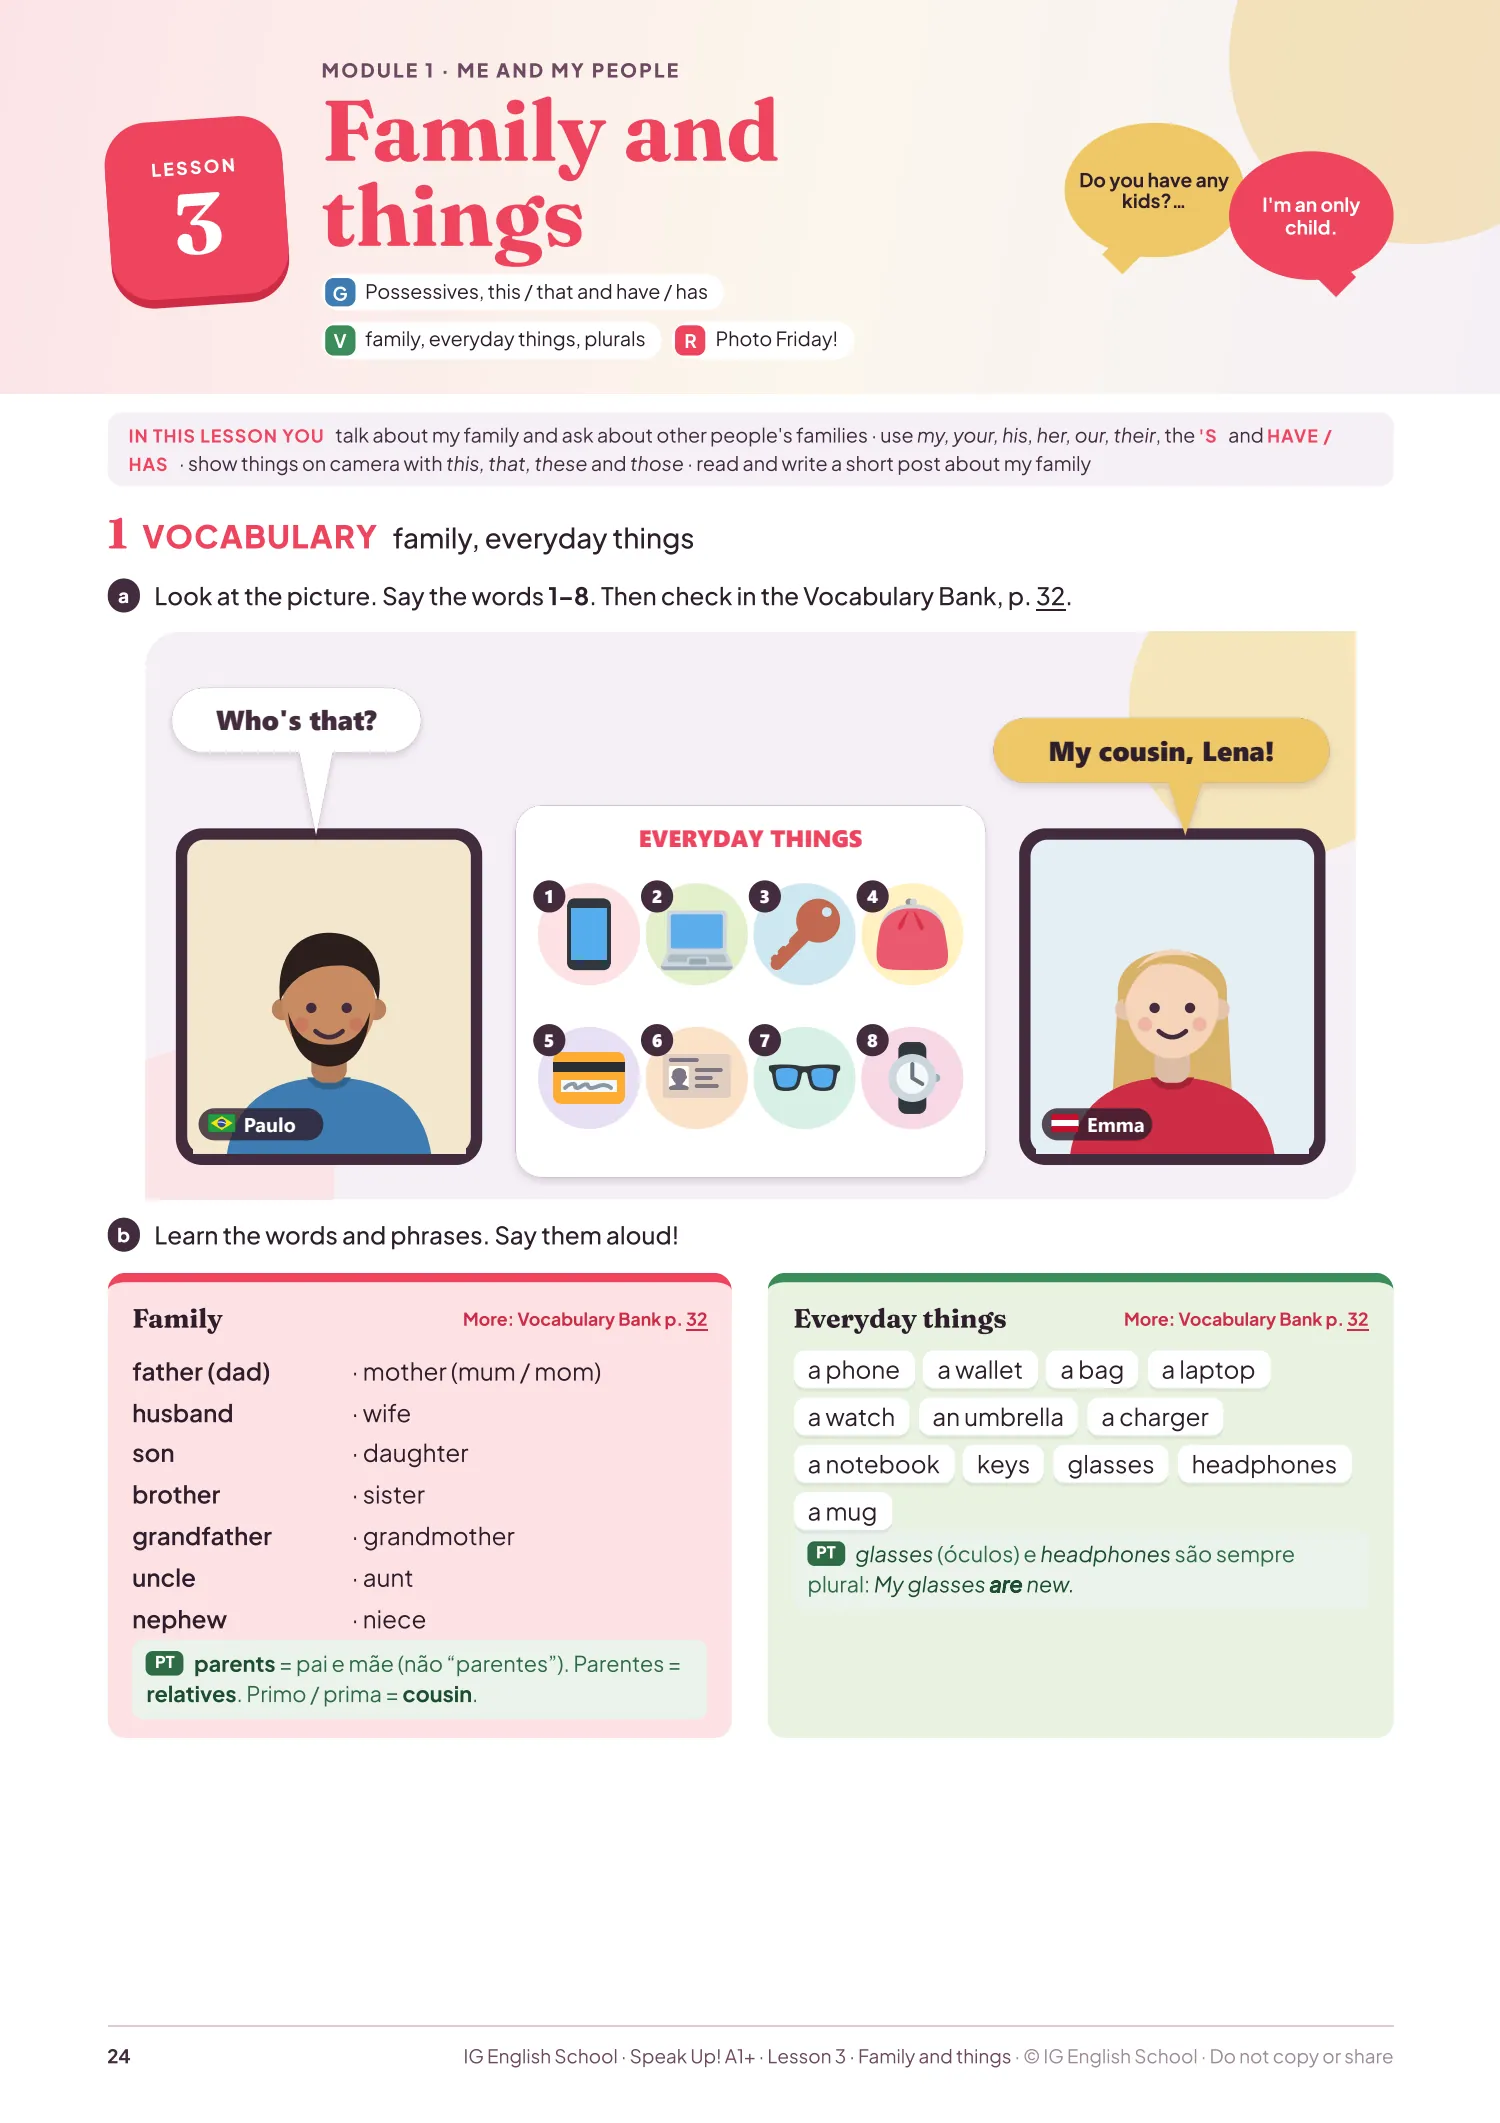 MODULE 1 · ME AND MY PEOPLE
LESSON
3
Family and
things
G Possessives, this / that and have / has
V family, everyday things, plurals R Photo Friday!
Do you have any
kids?...
I'm an only
child.
IN THIS LESSON YOU talk about my family and ask about other people's families · use my, your, his, her, our, their, the 'S and HAVE /
HAS · show things on camera with this, that, these and those · read and write a short post about my family
1 VOCABULARY family, everyday things
a Look at the picture. Say the words 1–8. Then check in the Vocabulary Bank, p. 32.
Who's that?
My cousin, Lena!
EVERYDAY THINGS
1 2 3 4
5 6 7 8
Paulo
Emma
b Learn the words and phrases. Say them aloud!
Family More: Vocabulary Bank p. 32
father (dad) · mother (mum / mom)
husband · wife
son · daughter
brother · sister
grandfather · grandmother
uncle · aunt
nephew · niece
PT parents = pai e mãe (não “parentes”). Parentes =
relatives. Primo / prima = cousin.
Everyday things More: Vocabulary Bank p. 32
a phone a wallet a bag a laptop
a watch an umbrella a charger
a notebook keys glasses headphones
a mug
PT glasses (óculos) e headphones são sempre
plural: My glasses are new.
24 IG English School · Speak Up! A1+ · Lesson 3 · Family and things · © IG English School · Do not copy or share